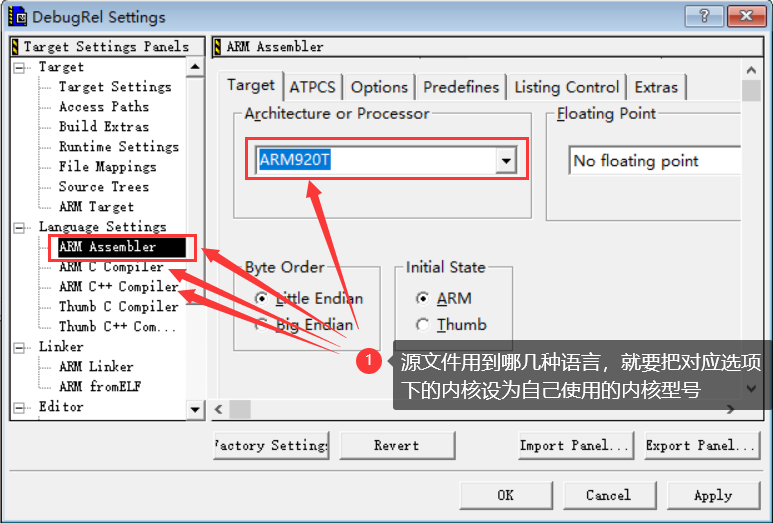 DebugRel Settings
Target Settings Panels
Target
Target Settings
Access Paths
Build Extras
Runtime Settings
File Mappings
Source Trees
ARM Target
Language Settings
ARM Assembler
ARM C Compiler
ARM C++ Compiler
Thumb C Compiler
Thumb C++ Com...
Linker
ARM Linker
ARM fromELF
Editor
ARM Assembler
Target ATPCS Options Predefines Listing Control Extras
Architecture or Processor
ARM920T
Floating Point
No floating point
Byte Order
Little Endian
Big Endian
Initial State
ARM
Thumb
1
源文件用到哪几种语言，就要把对应选项
下的内核设为自己使用的内核型号
Factory Settings Revert Import Panel... Export Panel...
OK Cancel Apply